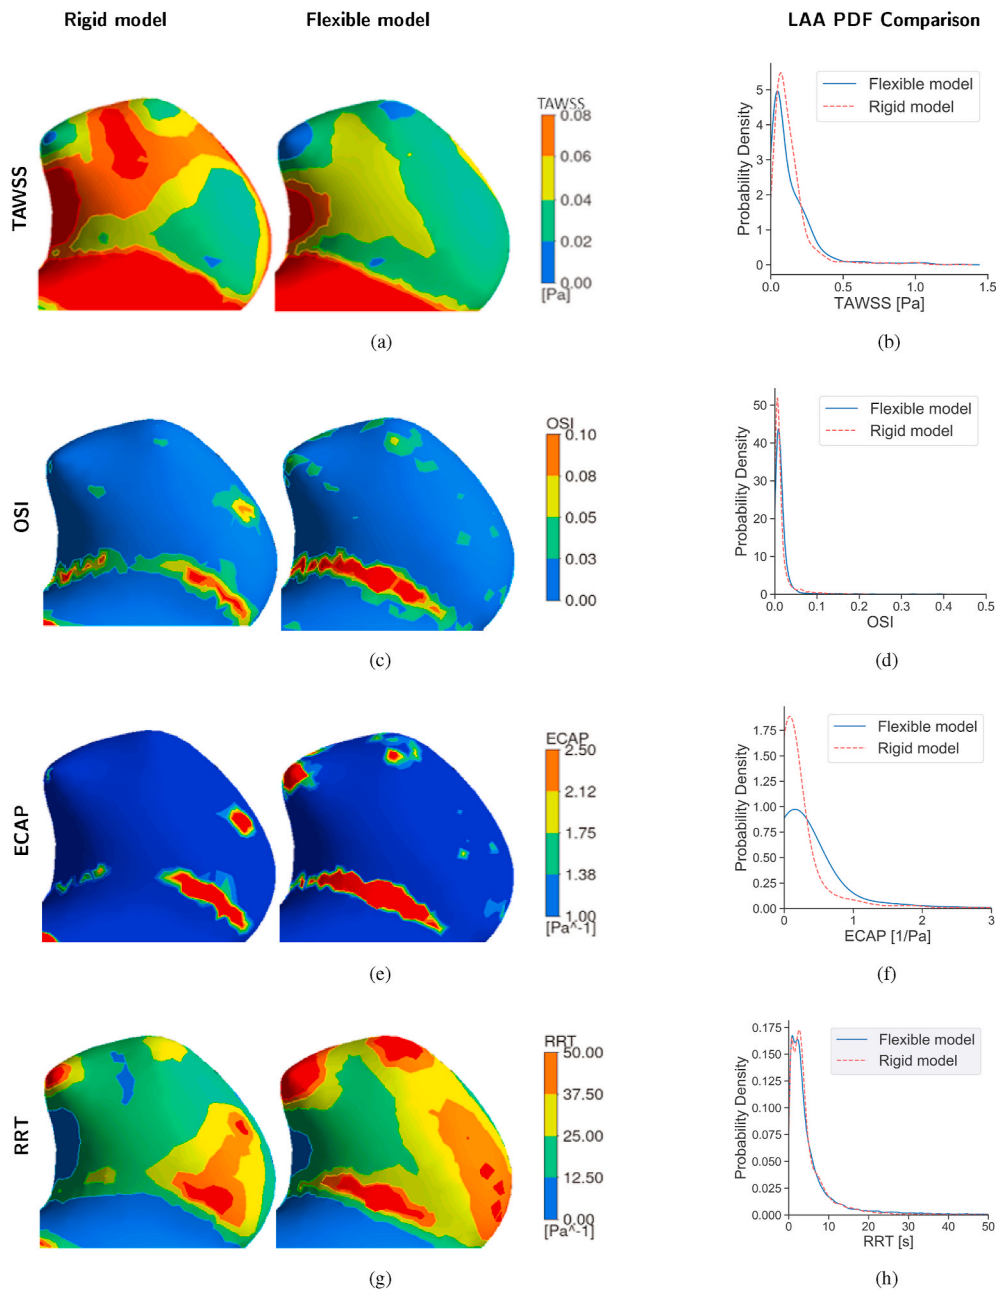 Rigid model
Flexible model
LAA PDF Comparison
TAWSS
TAWSS
0.08
0.06
0.04
0.02
0.00
[Pa]
(a)
Probability Density
5
4
3
2
1
0
Flexible model
Rigid model
0.0 0.5 1.0 1.5
TAWSS [Pa]
(b)
OSI
OSI
0.10
0.08
0.05
0.03
0.00
(c)
Probability Density
50
40
30
20
10
0
Flexible model
Rigid model
0.0 0.1 0.2 0.3 0.4 0.5
OSI
(d)
ECAP
ECAP
2.50
2.12
1.75
1.38
1.00
[Pa^-1]
(e)
Probability Density
1.75
1.50
1.25
1.00
0.75
0.50
0.25
0.00
Flexible model
Rigid model
0 1 2 3
ECAP [1/Pa]
(f)
RRT
RRT
50.00
37.50
25.00
12.50
0.00
[Pa^-1]
(g)
Probability Density
0.175
0.150
0.125
0.100
0.075
0.050
0.025
0.000
Flexible model
Rigid model
0 10 20 30 40 50
RRT [s]
(h)